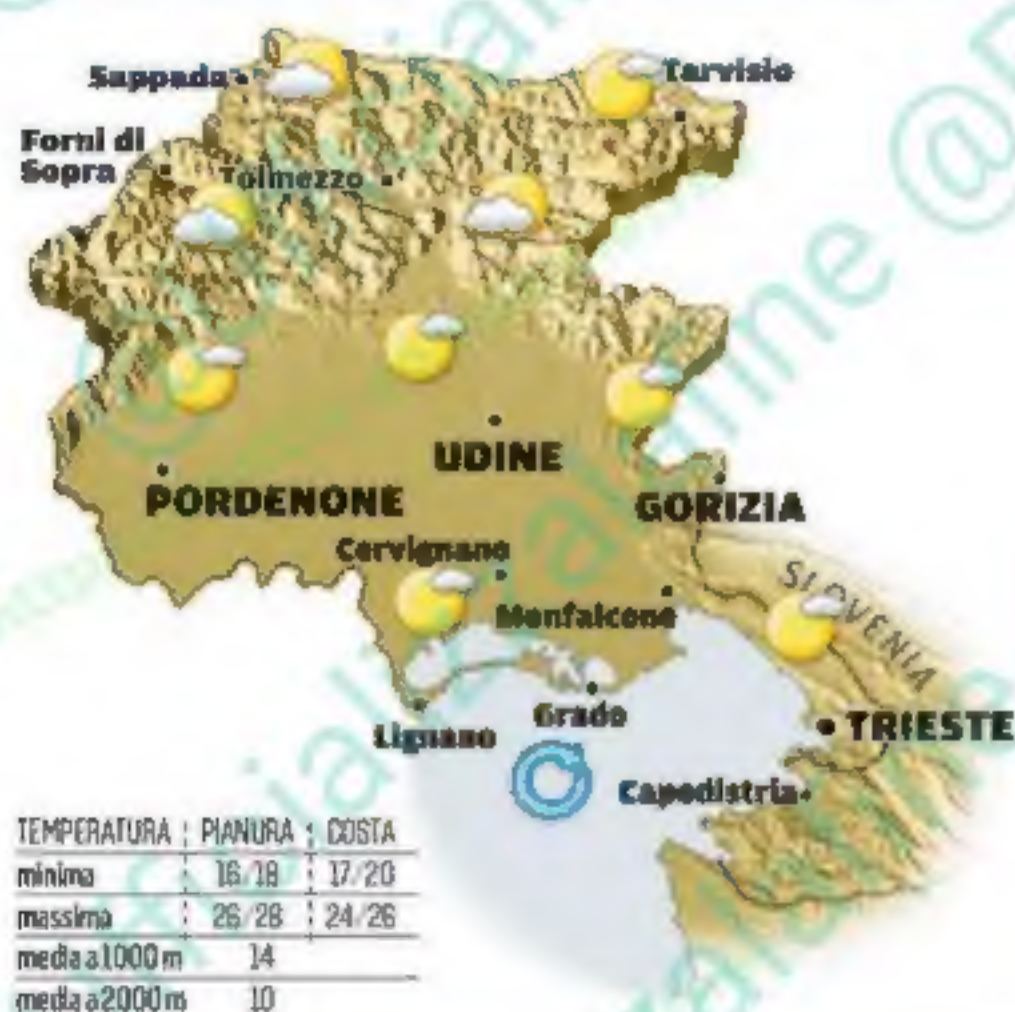 Sappada
Tarvisio
Forni di
Sopra
Tolmezzo
UDINE
PORDENONE
GORIZIA
Cervignano
SLOVENIA
Monfalcone
Grado
Lignano
TRIESTE
Capodistria
TEMPERATURA PIANURA COSTA
minima 16/18 17/20
massima 26/28 24/26
media a 1000 m 14
media a 2000 m 10